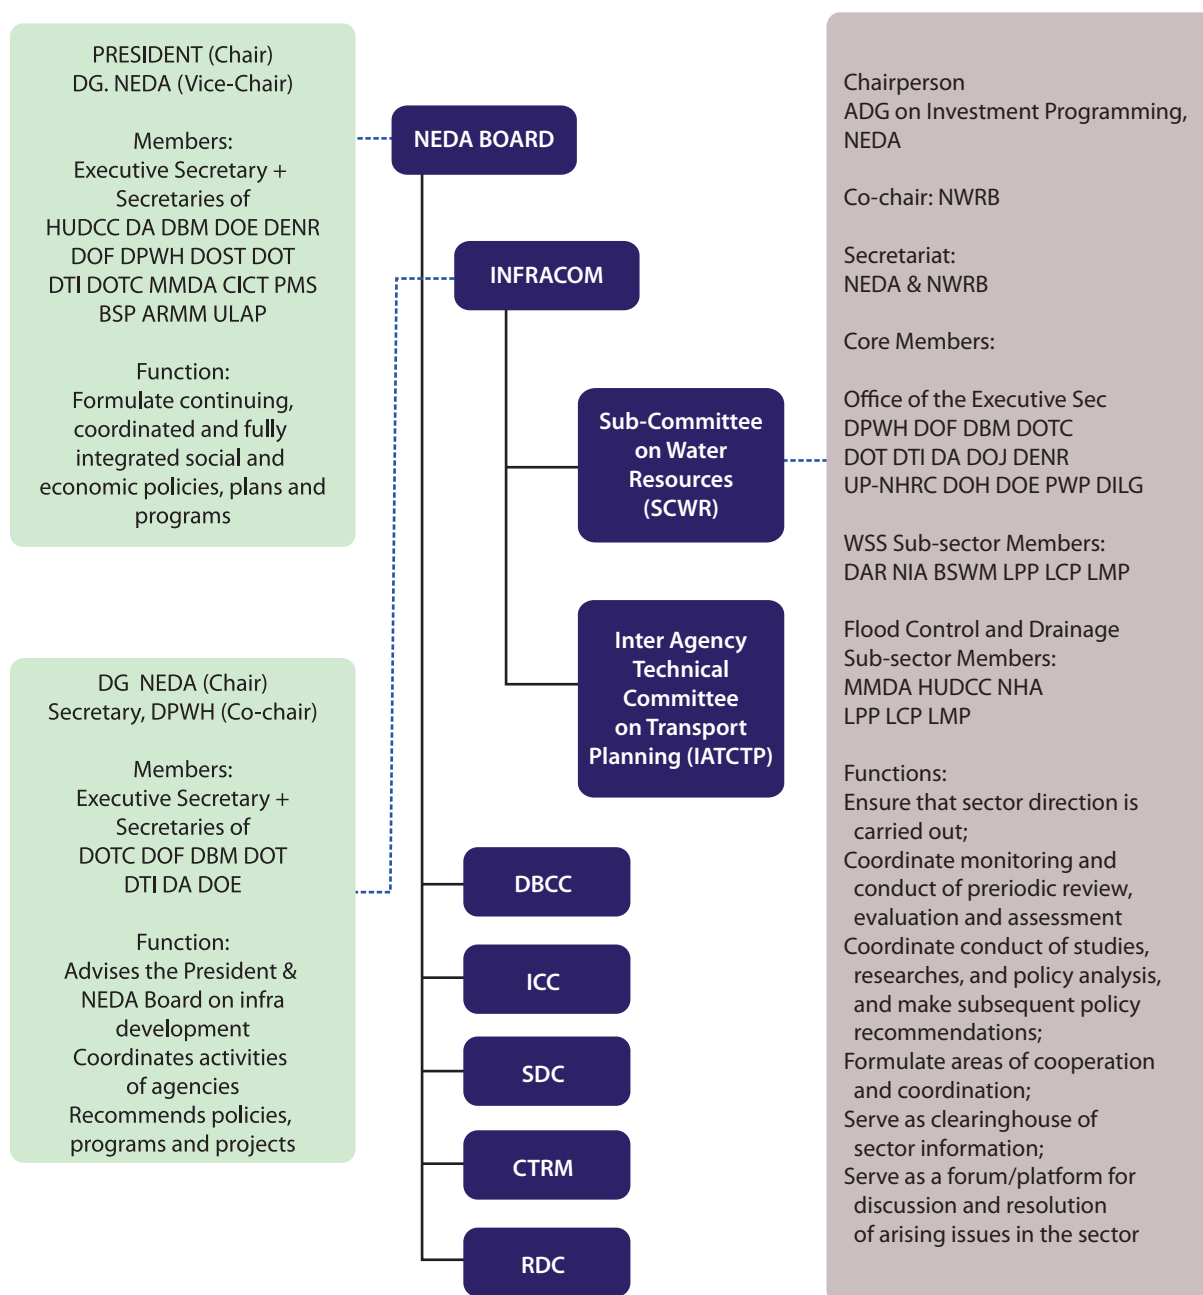 PRESIDENT (Chair)
DG. NEDA (Vice-Chair)
Members:
Executive Secretary +
Secretaries of
HUDCC DA DBM DOE DENR
DOF DPWH DOST DOT
DTI DOTC MMDA CICT PMS
BSP ARMM ULAP
Function:
Formulate continuing,
coordinated and fully
integrated social and
economic policies, plans and
programs
DG NEDA (Chair)
Secretary, DPWH (Co-chair)
Members:
Executive Secretary +
Secretaries of
DOTC DOF DBM DOT
DTI DA DOE
Function:
Advises the President &
NEDA Board on infra
development
Coordinates activities
of agencies
Recommends policies,
programs and projects
NEDA BOARD
INFRACOM
Sub-Committee
on Water
Resources
(SCWR)
Inter Agency
Technical
Committee
on Transport
Planning (IATCTP)
DBCC
ICC
SDC
CTRM
RDC
Chairperson
ADG on Investment Programming,
NEDA
Co-chair: NWRB
Secretariat:
NEDA & NWRB
Core Members:
Office of the Executive Sec
DPWH DOF DBM DOTC
DOT DTI DA DOJ DENR
UP-NHRC DOH DOE PWP DILG
WSS Sub-sector Members:
DAR NIA BSWM LPP LCP LMP
Flood Control and Drainage
Sub-sector Members:
MMDA HUDCC NHA
LPP LCP LMP
Functions:
Ensure that sector direction is
carried out;
Coordinate monitoring and
conduct of preriodic review,
evaluation and assessment
Coordinate conduct of studies,
researches, and policy analysis,
and make subsequent policy
recommendations;
Formulate areas of cooperation
and coordination;
Serve as clearinghouse of
sector information;
Serve as a forum/platform for
discussion and resolution
of arising issues in the sector